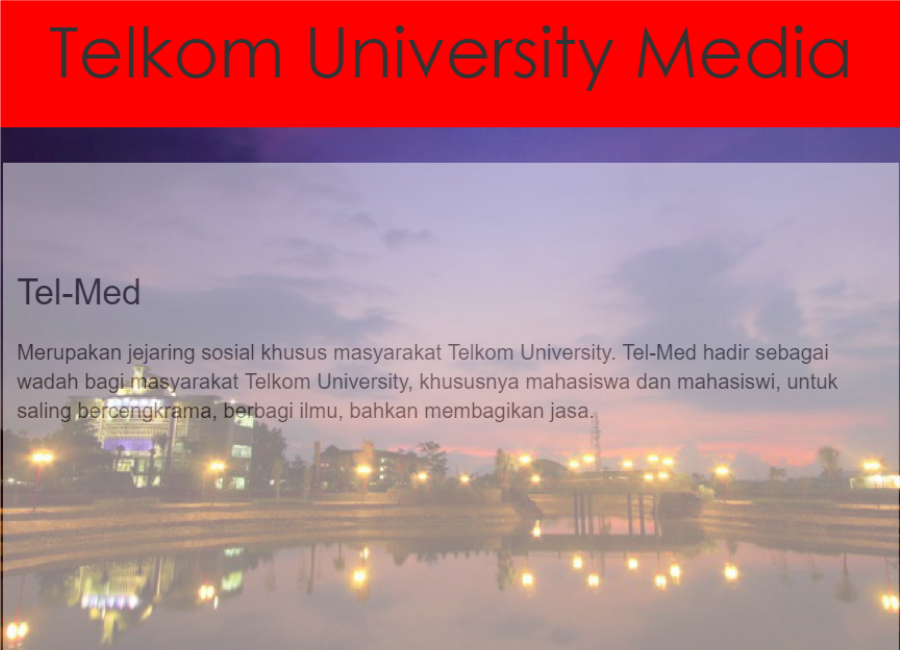 Telkom University Media
Tel-Med
Merupakan jejaring sosial khusus masyarakat Telkom University. Tel-Med hadir sebagai
wadah bagi masyarakat Telkom University, khususnya mahasiswa dan mahasiswi, untuk
saling bercengkrama, berbagi ilmu, bahkan membagikan jasa.